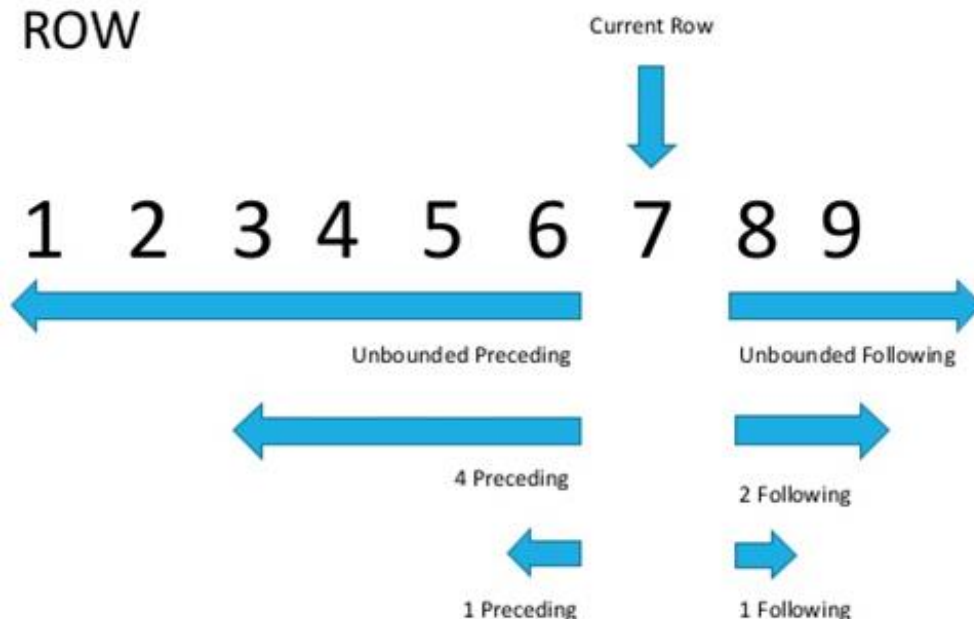 ROW
Current Row
1 2 3 4 5 6 7 8 9
Unbounded Preceding Unbounded Following
4 Preceding 2 Following
1 Preceding 1 Following